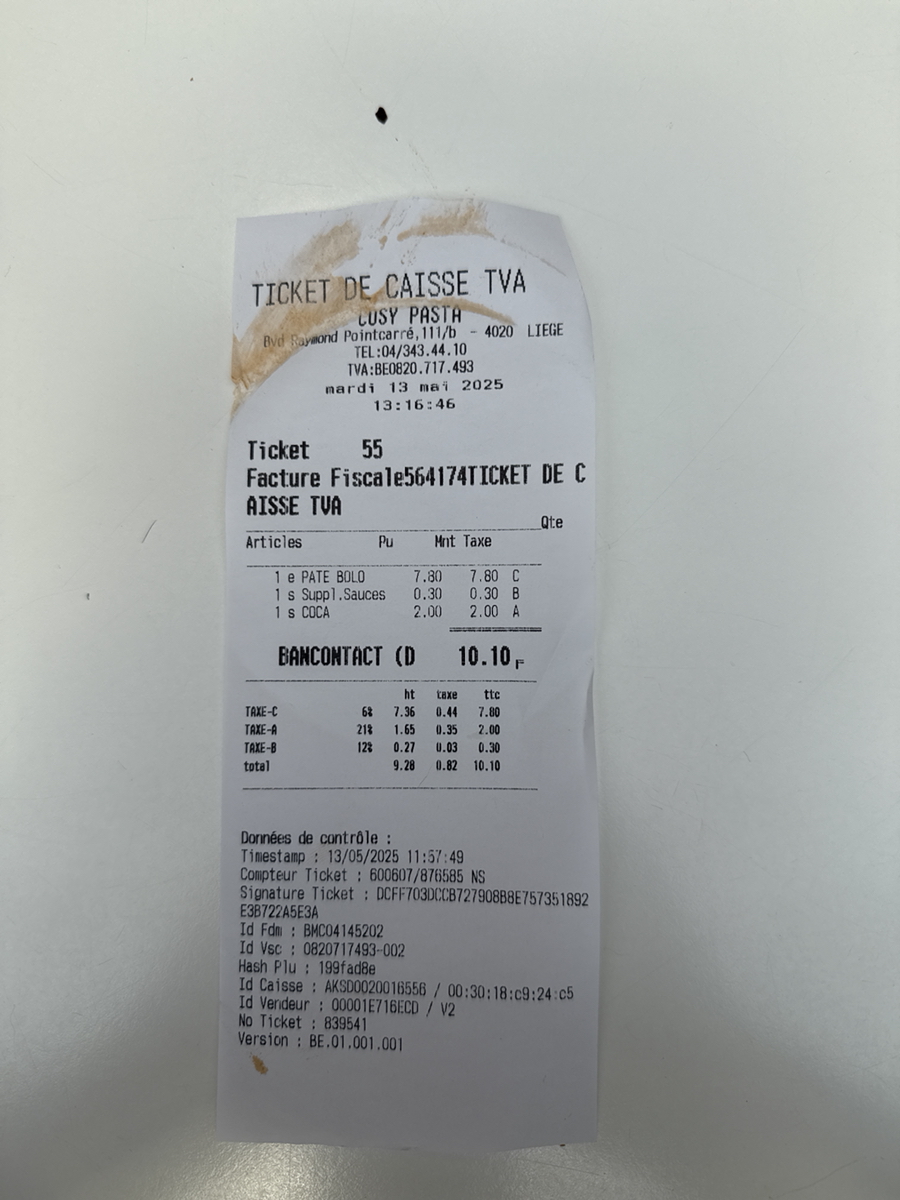 TICKET DE CAISSE TVA
COSY PASTA
Bvd Raymond Pointcarré,111/b - 4020 LIEGE
TEL:04/343.44.10
TVA:BE0820.717.493
mardi 13 mai 2025
13:16:46
Ticket 55
Facture Fiscale564174TICKET DE C
AISSE TVA
Qte
Articles Pu Mnt Taxe
1 e PATE BOLO 7.80 7.80 C
1 s Suppl.Sauces 0.30 0.30 B
1 s COCA 2.00 2.00 A
BANCONTACT (D 10.10 F
ht taxe ttc
TAXE-C 6% 7.36 0.44 7.80
TAXE-A 21% 1.65 0.35 2.00
TAXE-B 12% 0.27 0.03 0.30
total 9.28 0.82 10.10
Données de contrôle :
Timestamp : 13/05/2025 11:57:49
Compteur Ticket : 600607/876585 NS
Signature Ticket : DCFF703DCCB727908B8E757351892
E3B722A5E3A
Id Fdm : BMC04145202
Id Vsc : 0820717493-002
Hash Plu : 199fad8e
Id Caisse : AKSD0020016556 / 00:30:18:c9:24:c5
Id Vendeur : 00001E716ECD / V2
No Ticket : 839541
Version : BE.01.001.001